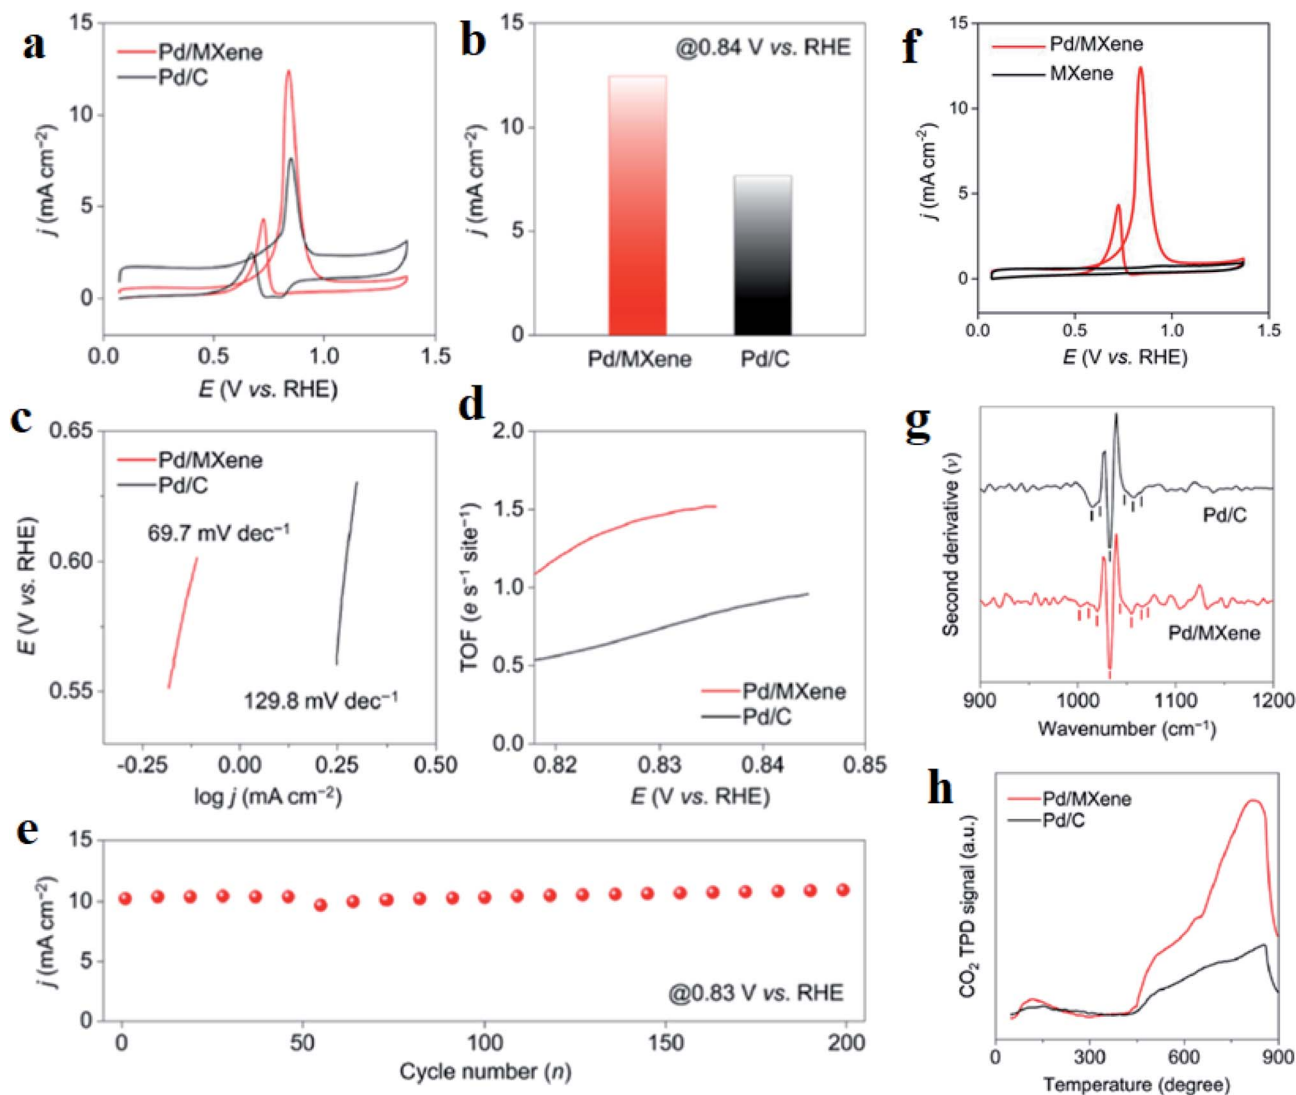 a
15
10
5
0
j (mA cm⁻²)
Pd/MXene
Pd/C
0.0 0.5 1.0 1.5
E (V vs. RHE)
b
15
10
5
0
j (mA cm⁻²)
@0.84 V vs. RHE
Pd/MXene Pd/C
f
15
10
5
0
j (mA cm⁻²)
Pd/MXene
MXene
0.0 0.5 1.0 1.5
E (V vs. RHE)
c
0.65
0.60
0.55
E (V vs. RHE)
Pd/MXene
Pd/C
69.7 mV dec⁻¹
129.8 mV dec⁻¹
-0.25 0.00 0.25 0.50
log j (mA cm⁻²)
d
2.0
1.5
1.0
0.5
0.0
TOF (e s⁻¹ site⁻¹)
Pd/MXene
Pd/C
0.82 0.83 0.84 0.85
E (V vs. RHE)
g
Second derivative (v)
Pd/C
Pd/MXene
900 1000 1100 1200
Wavenumber (cm⁻¹)
e
15
10
5
0
j (mA cm⁻²)
@0.83 V vs. RHE
0 50 100 150 200
Cycle number (n)
h
CO₂ TPD signal (a.u.)
Pd/MXene
Pd/C
0 300 600 900
Temperature (degree)